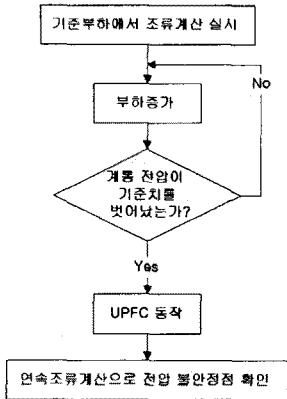 기준부하에서 조류계산 실시
No
부하증가
계통 전압이
기준치를
벗어났는가?
Yes
UPFC 동작
연속조류계산으로 전압 불안정점 확인